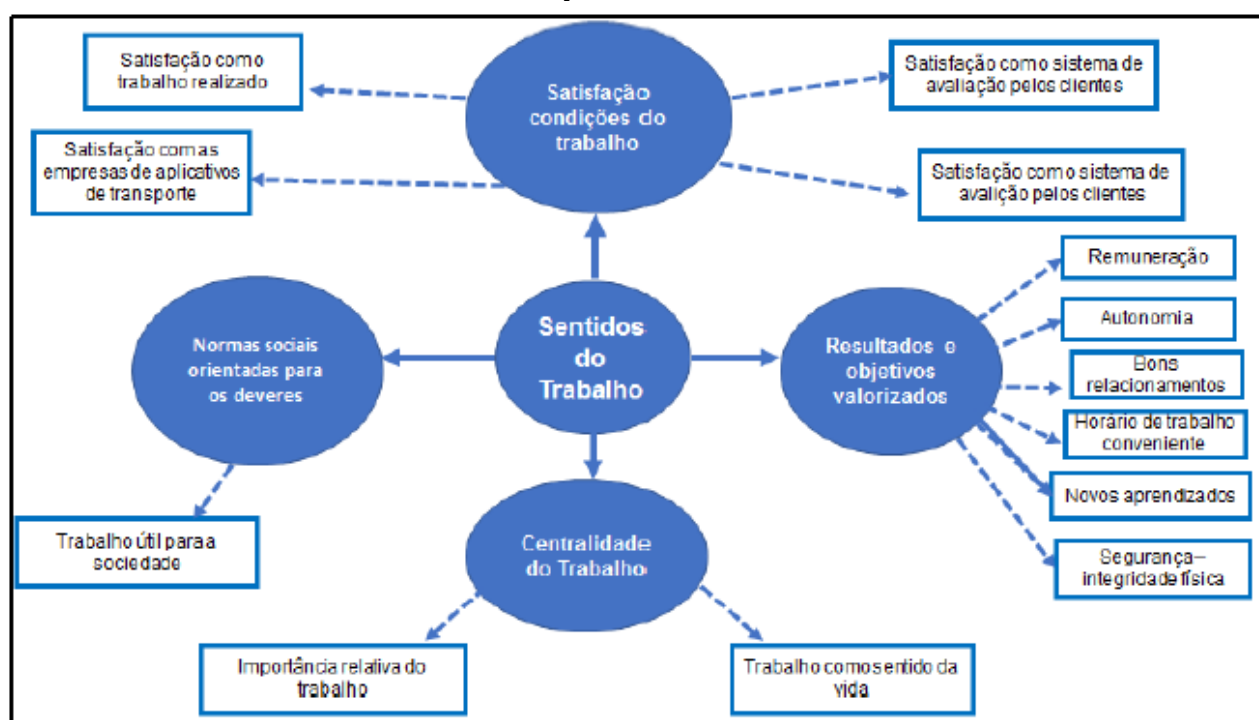 Satisfação com o
trabalho realizado
Satisfação
condições do
trabalho
Satisfação com o sistema de
avaliação pelos clientes
Satisfação com as
empresas de aplicativos
de transporte
Satisfação com o sistema de
avalição pelos clientes
Remuneração
Autonomia
Bons
relacionamentos
Horário de trabalho
conveniente
Novos aprendizados
Segurança–
integridade física
Sentidos
do
Trabalho
Resultados e
objetivos
valorizados
Normas sociais
orientadas para
os deveres
Trabalho útil para a
sociedade
Centralidade
do Trabalho
Importância relativa do
trabalho
Trabalho como sentido da
vida